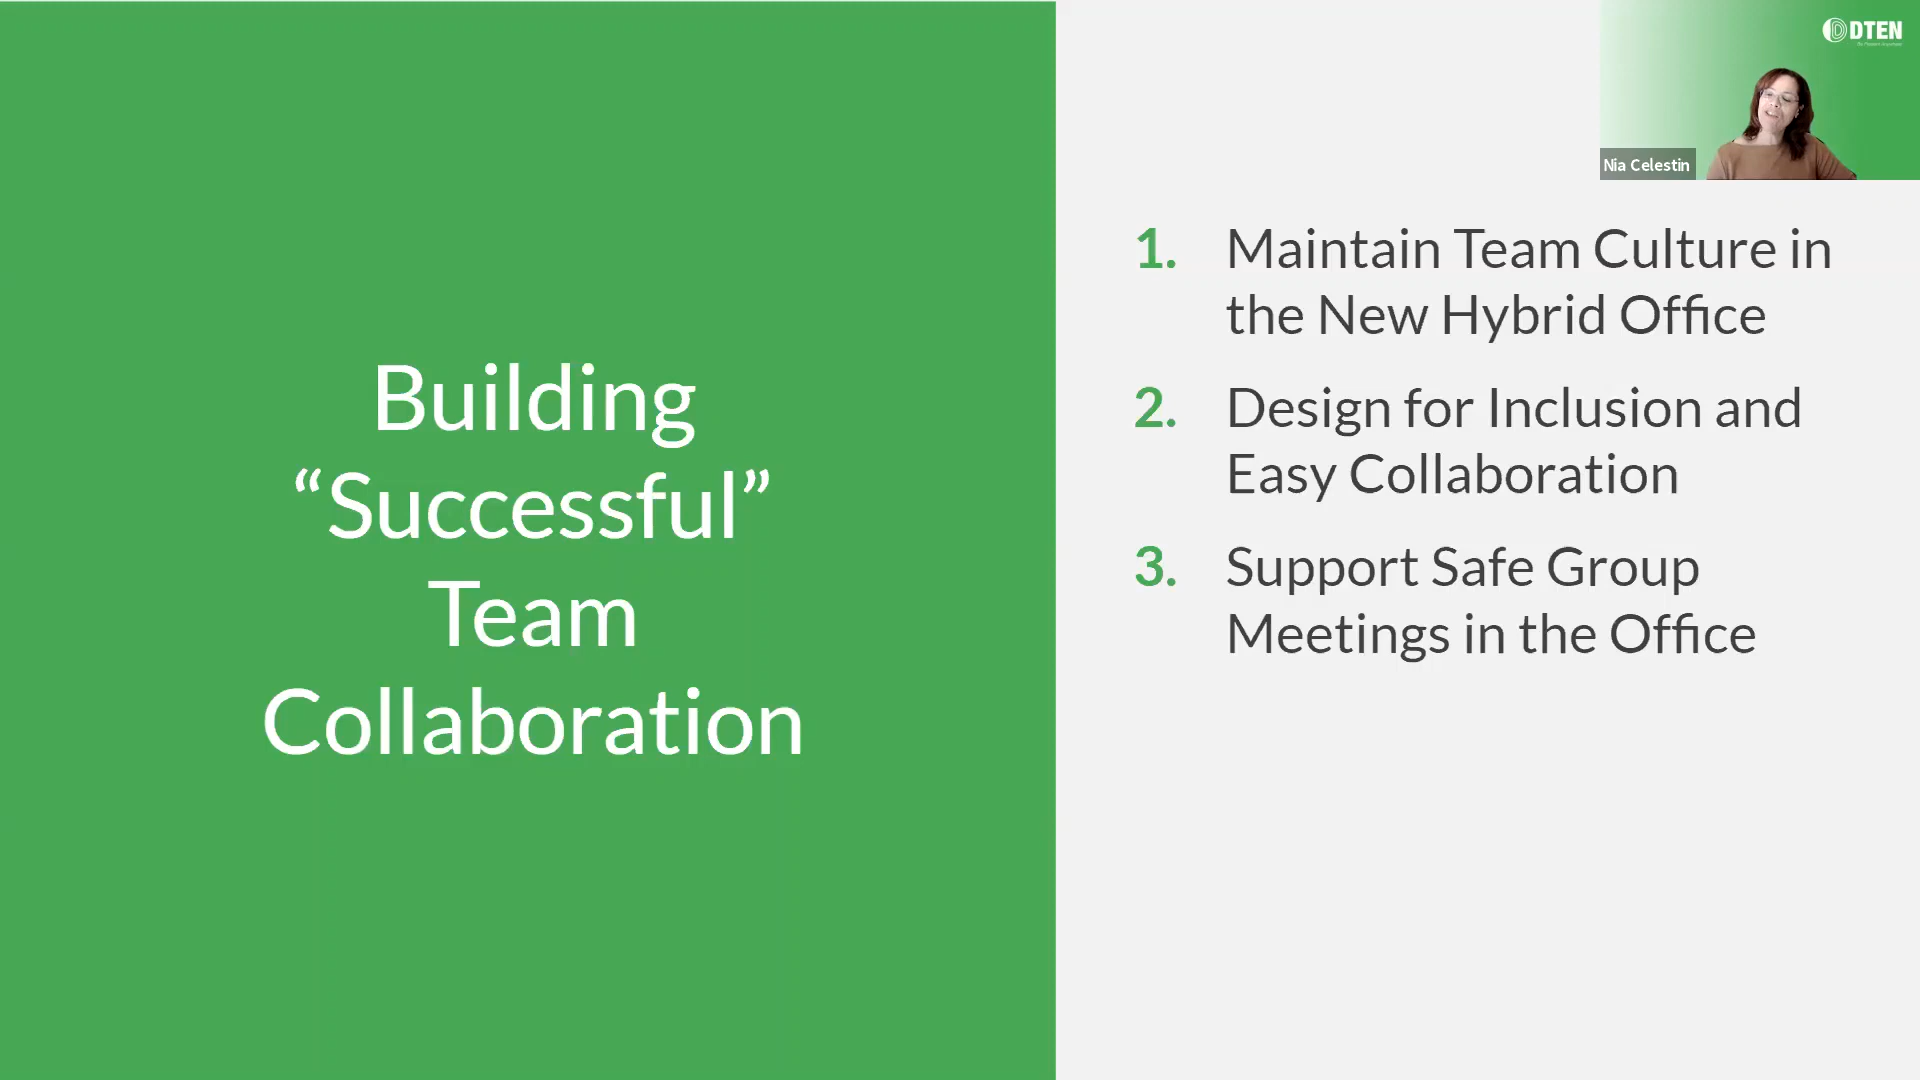 Building
“Successful”
Team
Collaboration
DTEN
Nia Celestin
1. Maintain Team Culture in
the New Hybrid Office
2. Design for Inclusion and
Easy Collaboration
3. Support Safe Group
Meetings in the Office